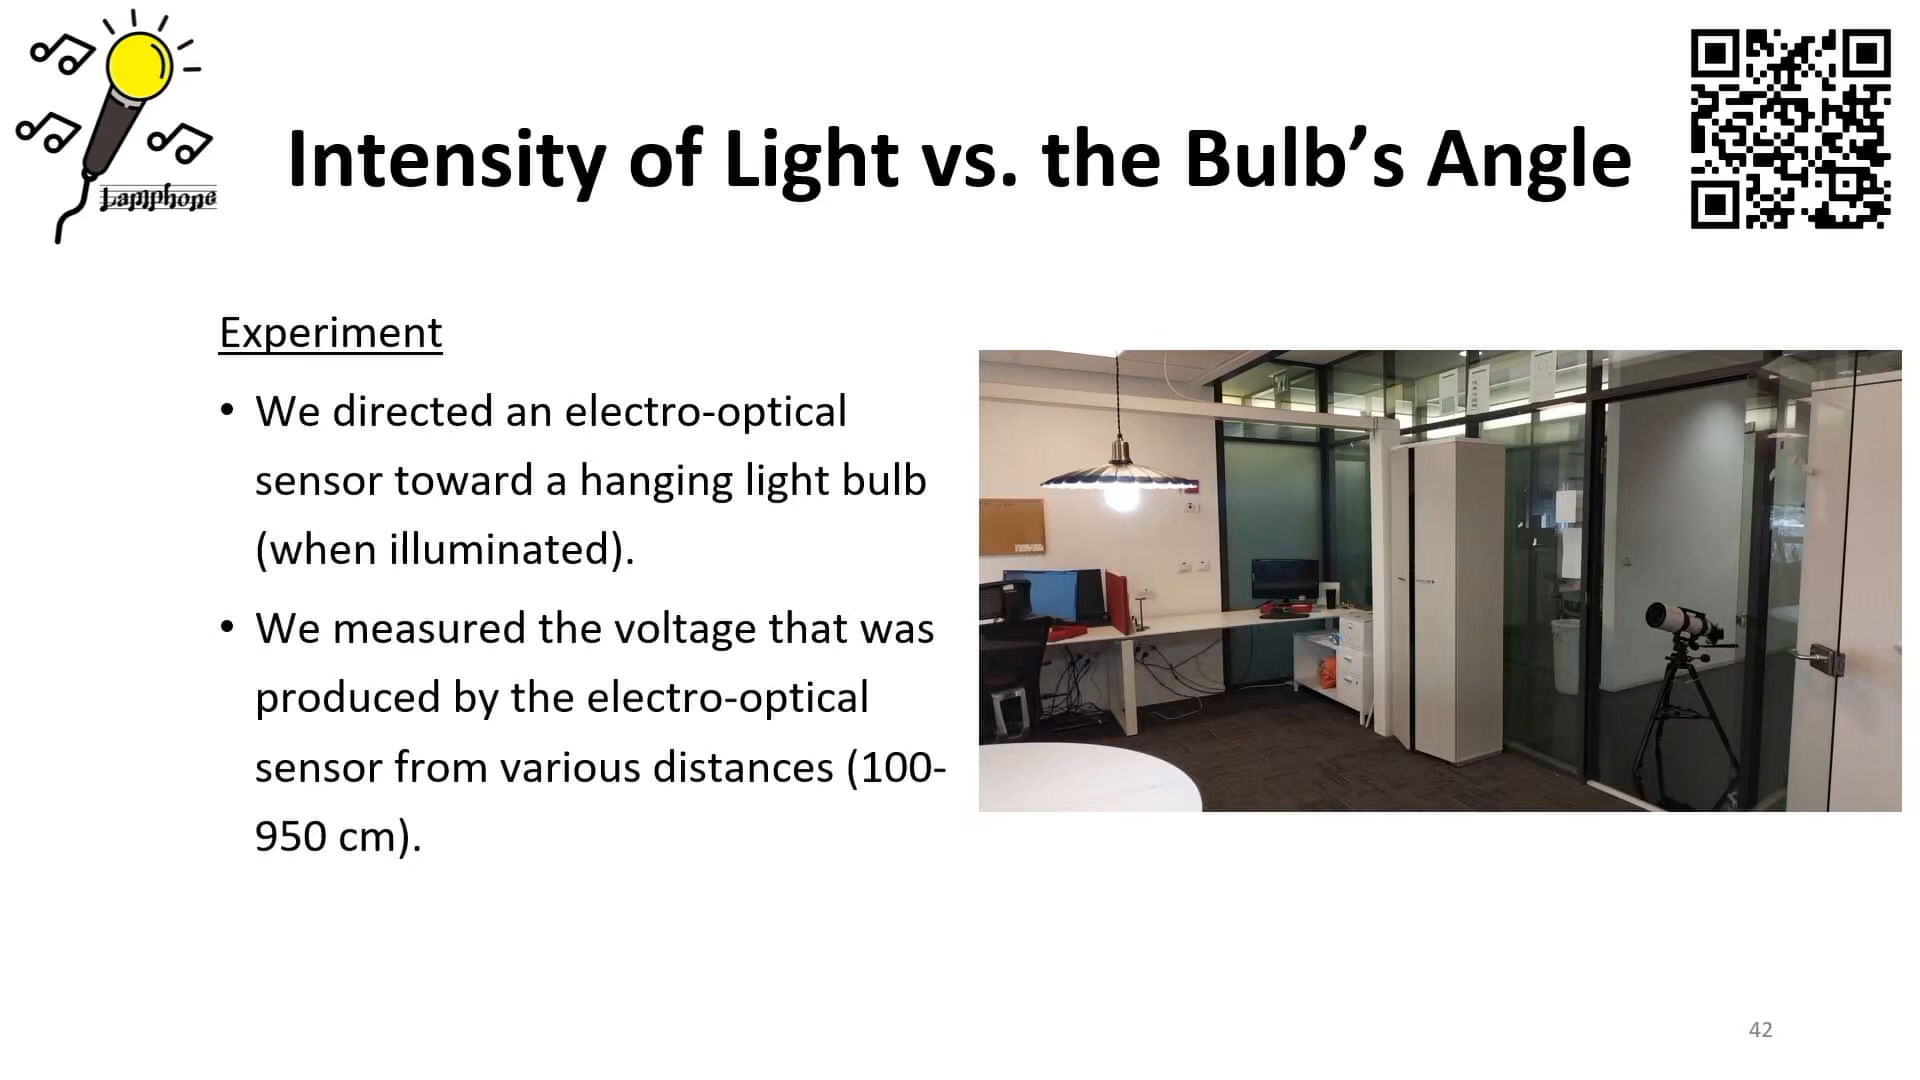 Lamphone
Intensity of Light vs. the Bulb’s Angle
Experiment
• We directed an electro-optical
sensor toward a hanging light bulb
(when illuminated).
• We measured the voltage that was
produced by the electro-optical
sensor from various distances (100-
950 cm).
42